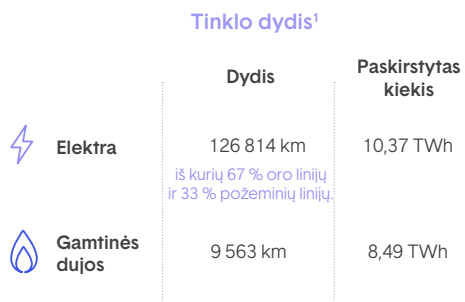 Tinklo dydis¹
Dydis
Paskirstytas
kiekis
Elektra
126 814 km
10,37 TWh
iš kurių 67 % oro linijų
ir 33 % požeminių linijų.
Gamtinės
dujos
9 563 km
8,49 TWh